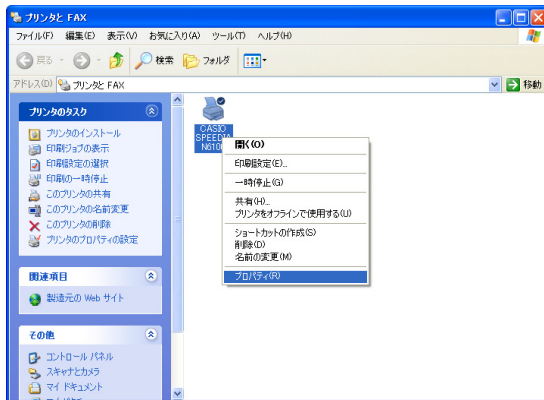 プリンタと FAX
ファイル(F) 編集(E) 表示(V) お気に入り(A) ツール(T) ヘルプ(H)
戻る 検索 フォルダ
アドレス(D) プリンタと FAX 移動
プリンタのタスク
プリンタのインストール
印刷ジョブの表示
印刷設定の選択
印刷の一時停止
このプリンタの共有
このプリンタの名前変更
このプリンタの削除
プリンタのプロパティの設定
関連項目
製造元の Web サイト
その他
コントロール パネル
スキャナとカメラ
マイ ドキュメント
CASIO
SPEEDIA
N6100
開く(O)
印刷設定(E)...
一時停止(G)
共有(H)...
プリンタをオフラインで使用する(U)
ショートカットの作成(S)
削除(D)
名前の変更(M)
プロパティ(R)